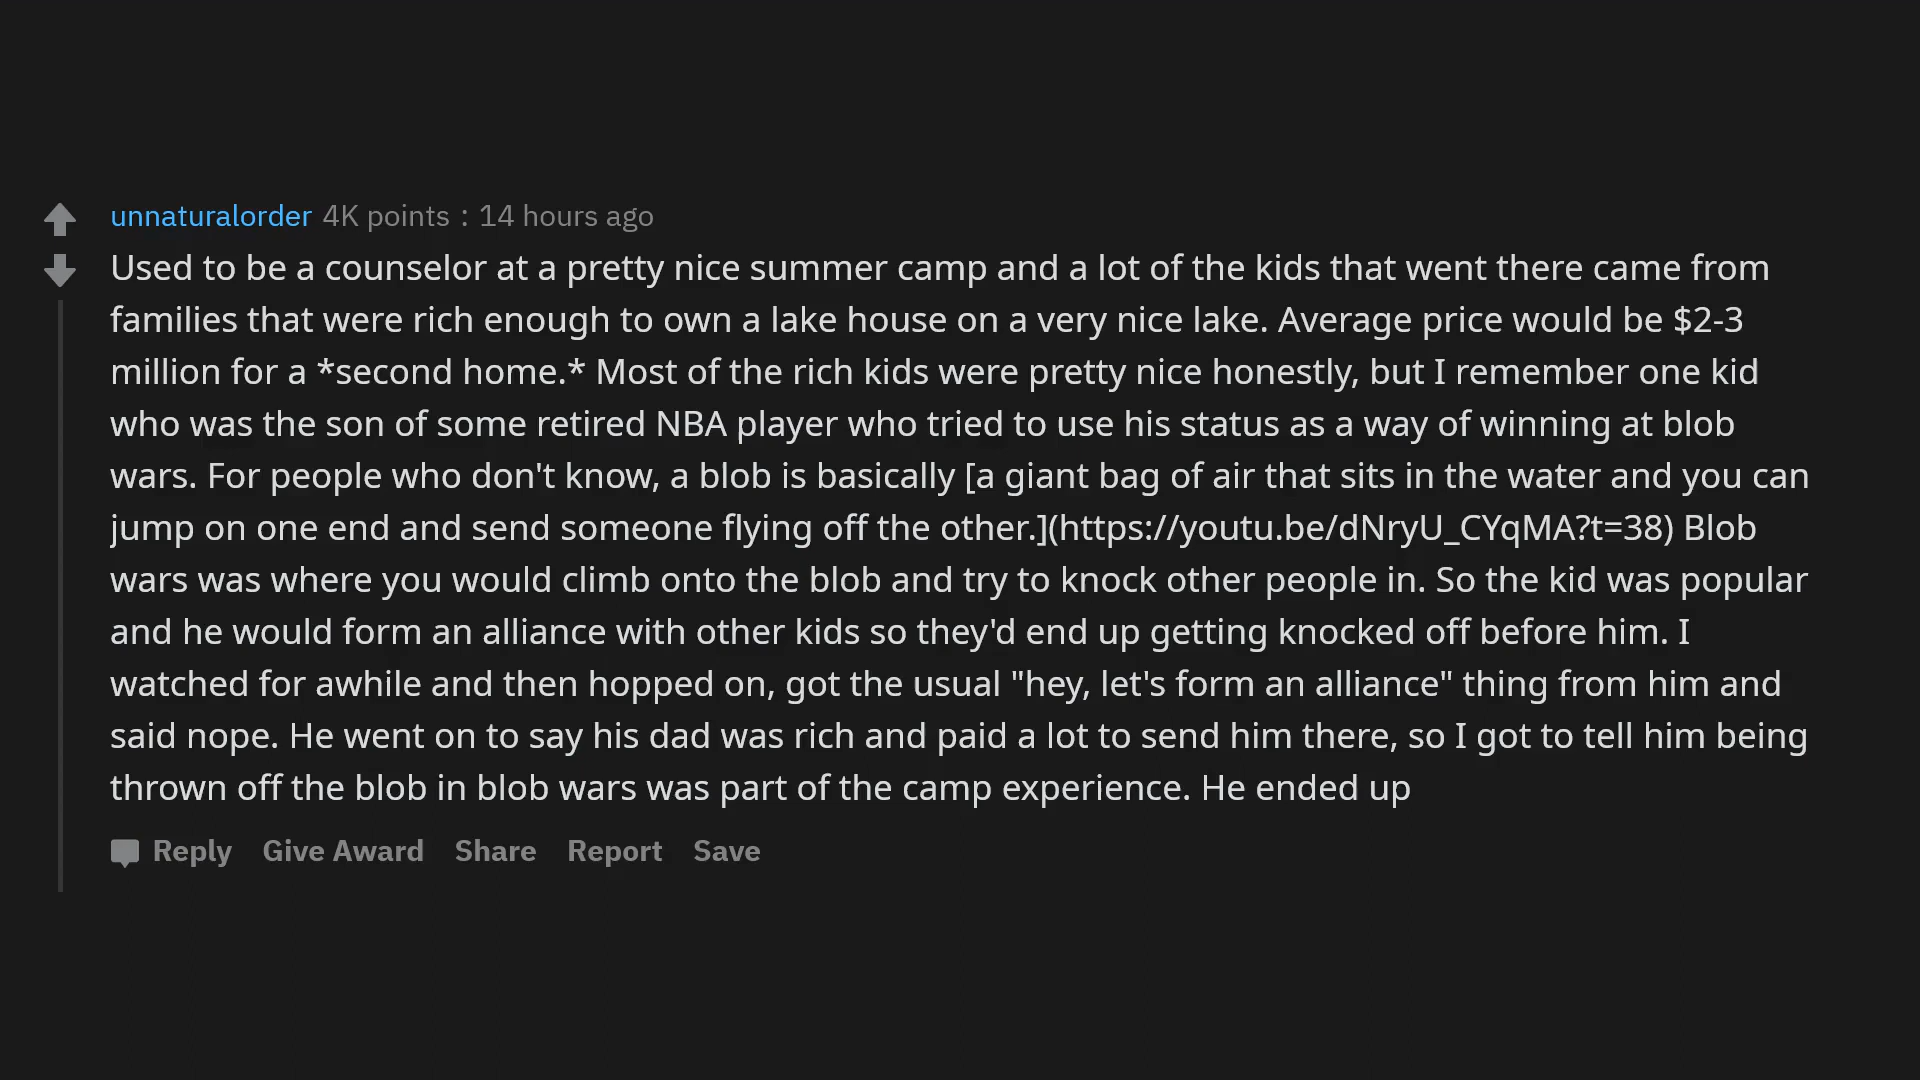 unnaturalorder 4K points : 14 hours ago
Used to be a counselor at a pretty nice summer camp and a lot of the kids that went there came from
families that were rich enough to own a lake house on a very nice lake. Average price would be $2-3
million for a *second home.* Most of the rich kids were pretty nice honestly, but I remember one kid
who was the son of some retired NBA player who tried to use his status as a way of winning at blob
wars. For people who don't know, a blob is basically [a giant bag of air that sits in the water and you can
jump on one end and send someone flying off the other.](https://youtu.be/dNryU_CYqMA?t=38) Blob
wars was where you would climb onto the blob and try to knock other people in. So the kid was popular
and he would form an alliance with other kids so they'd end up getting knocked off before him. I
watched for awhile and then hopped on, got the usual "hey, let's form an alliance" thing from him and
said nope. He went on to say his dad was rich and paid a lot to send him there, so I got to tell him being
thrown off the blob in blob wars was part of the camp experience. He ended up
Reply Give Award Share Report Save